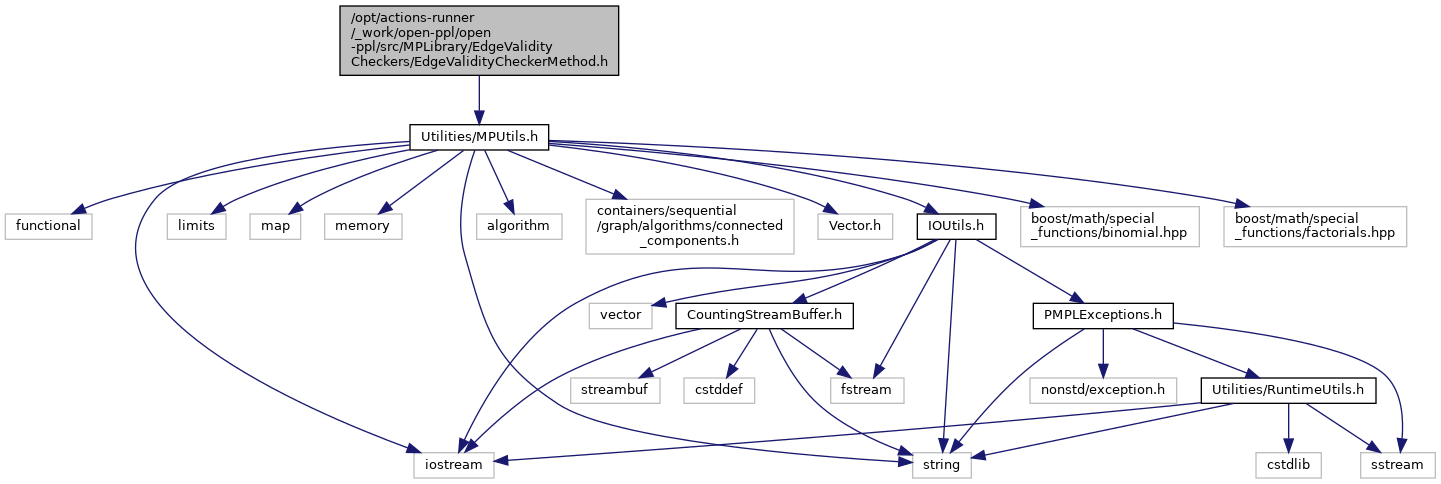 /opt/actions-runner
/_work/open-ppl/open
-ppl/src/MPLibrary/EdgeValidity
Checkers/EdgeValidityCheckerMethod.h
Utilities/MPUtils.h
functional
limits
map
memory
algorithm
containers/sequential
/graph/algorithms/connected
_components.h
Vector.h
IOUtils.h
boost/math/special
_functions/binomial.hpp
boost/math/special
_functions/factorials.hpp
vector
CountingStreamBuffer.h
PMPLExceptions.h
streambuf
cstddef
fstream
nonstd/exception.h
Utilities/RuntimeUtils.h
iostream
string
cstdlib
sstream